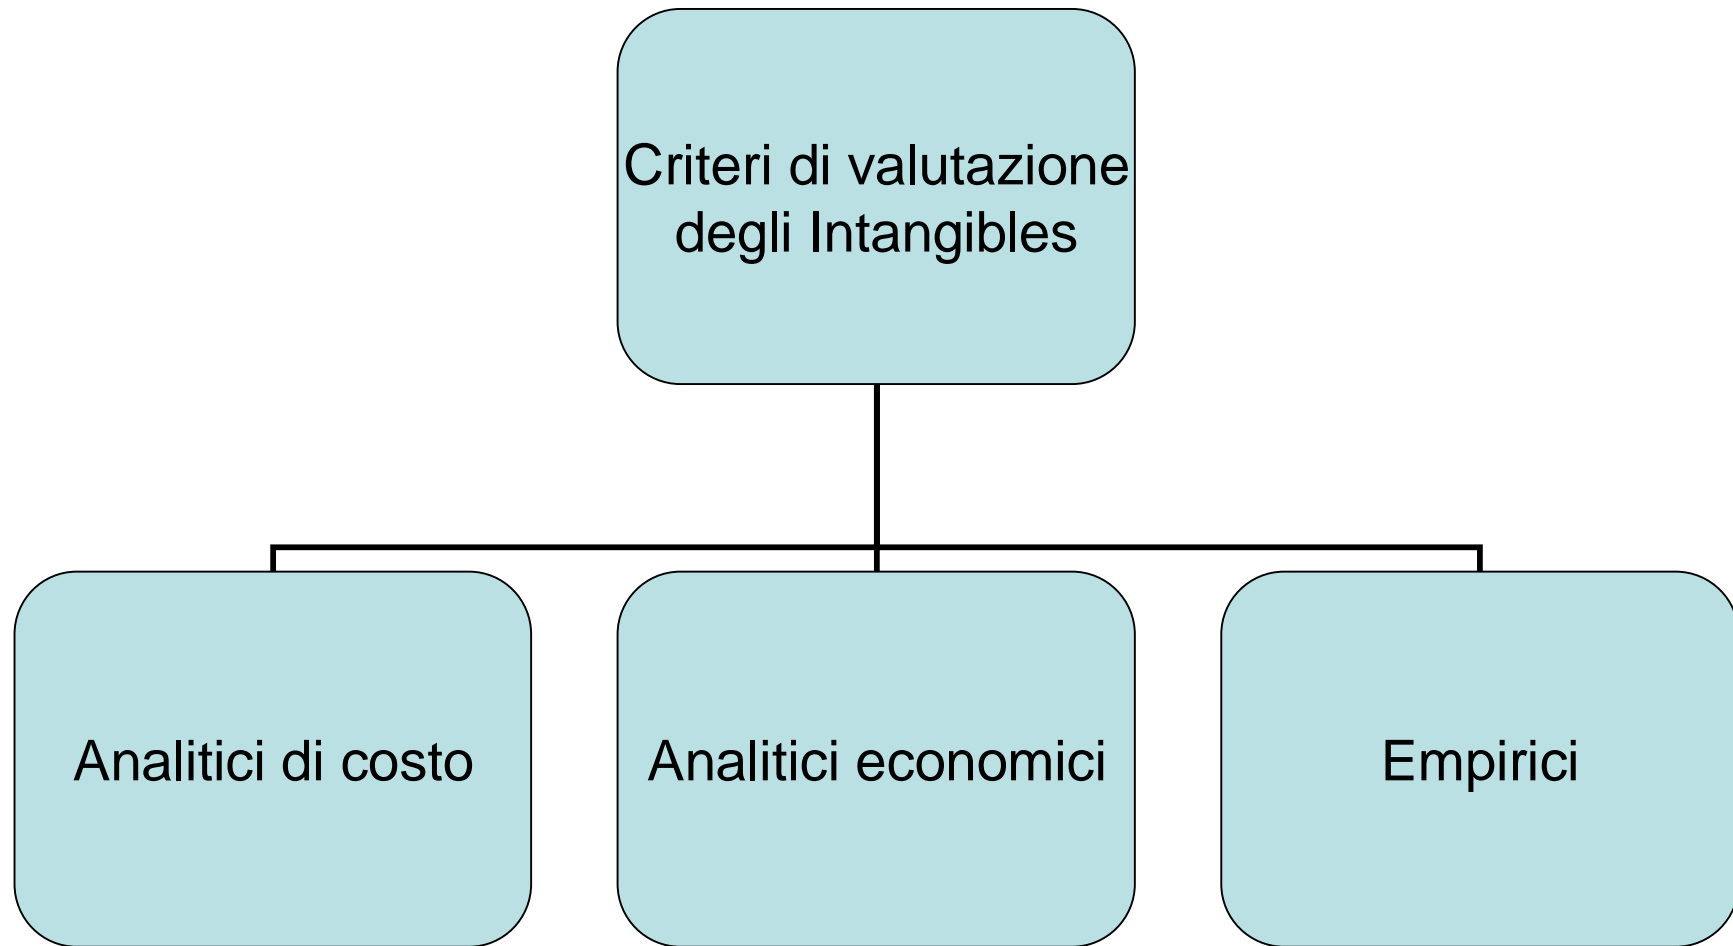 Criteri di valutazione
degli Intangibles
Analitici di costo
Analitici economici
Empirici